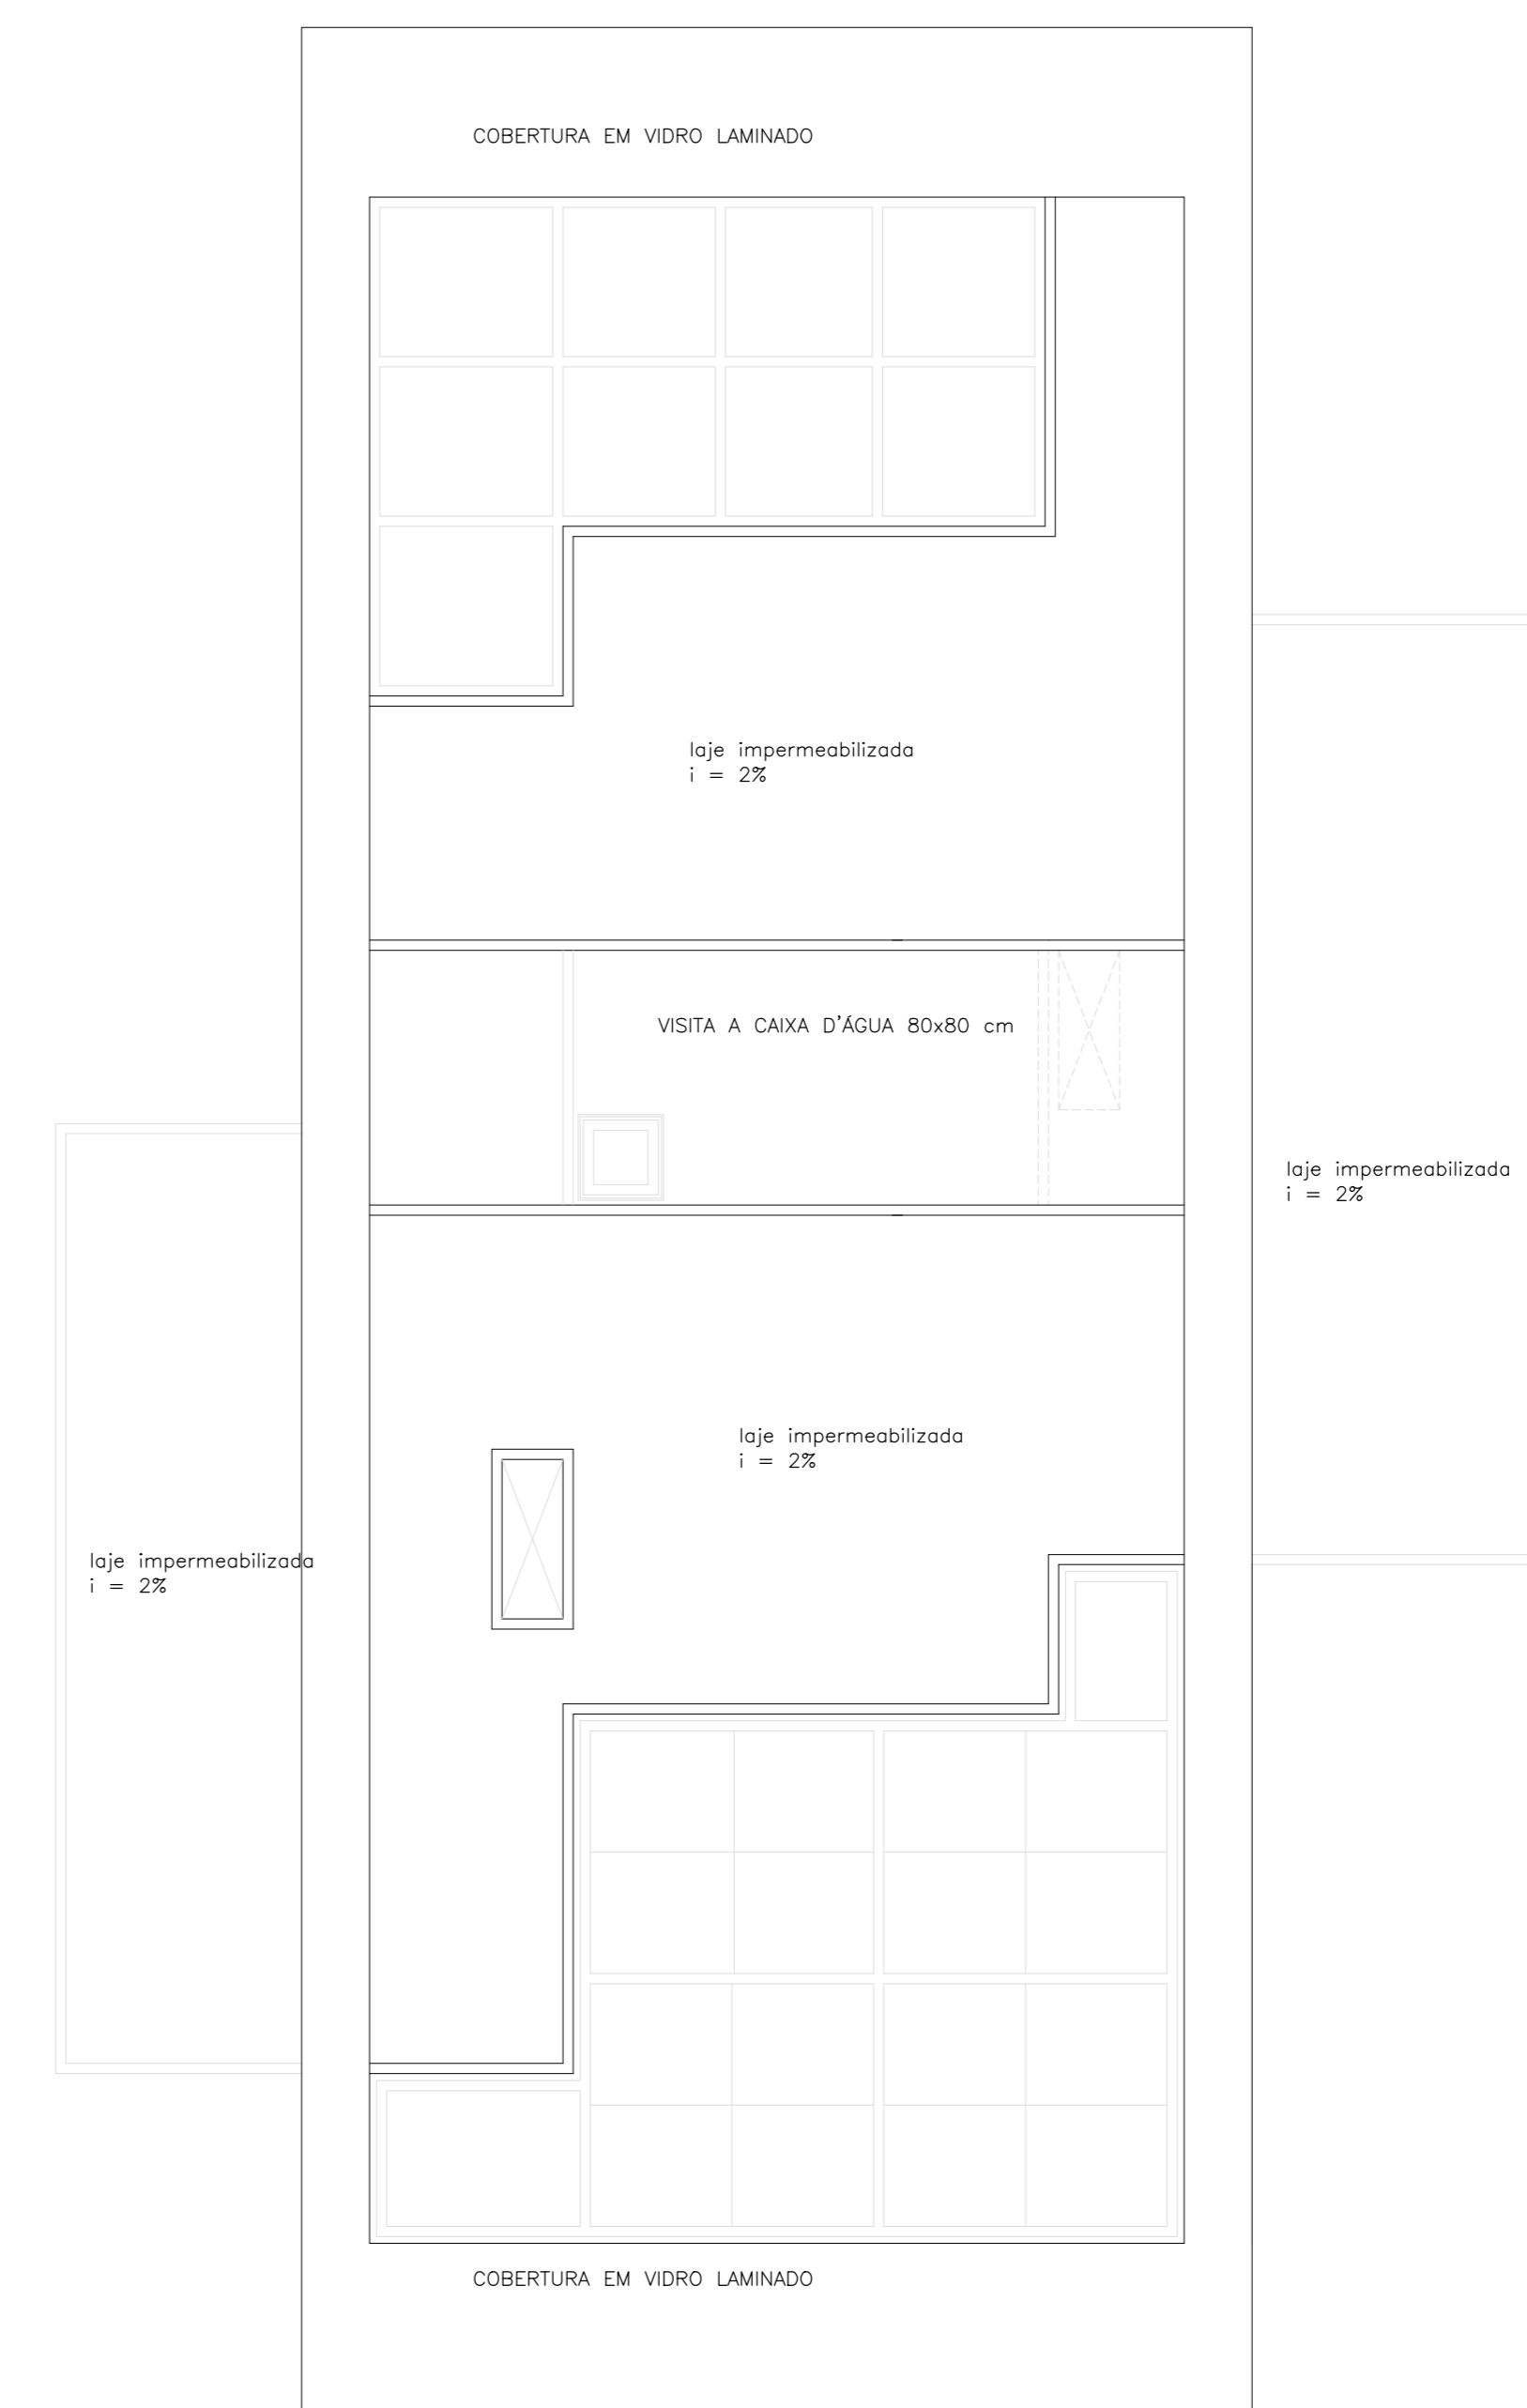 COBERTURA EM VIDRO LAMINADO
laje impermeabilizada
i = 2%
VISITA A CAIXA D'ÁGUA 80x80 cm
laje impermeabilizada
i = 2%
laje impermeabilizada
i = 2%
laje impermeabilizada
i = 2%
COBERTURA EM VIDRO LAMINADO